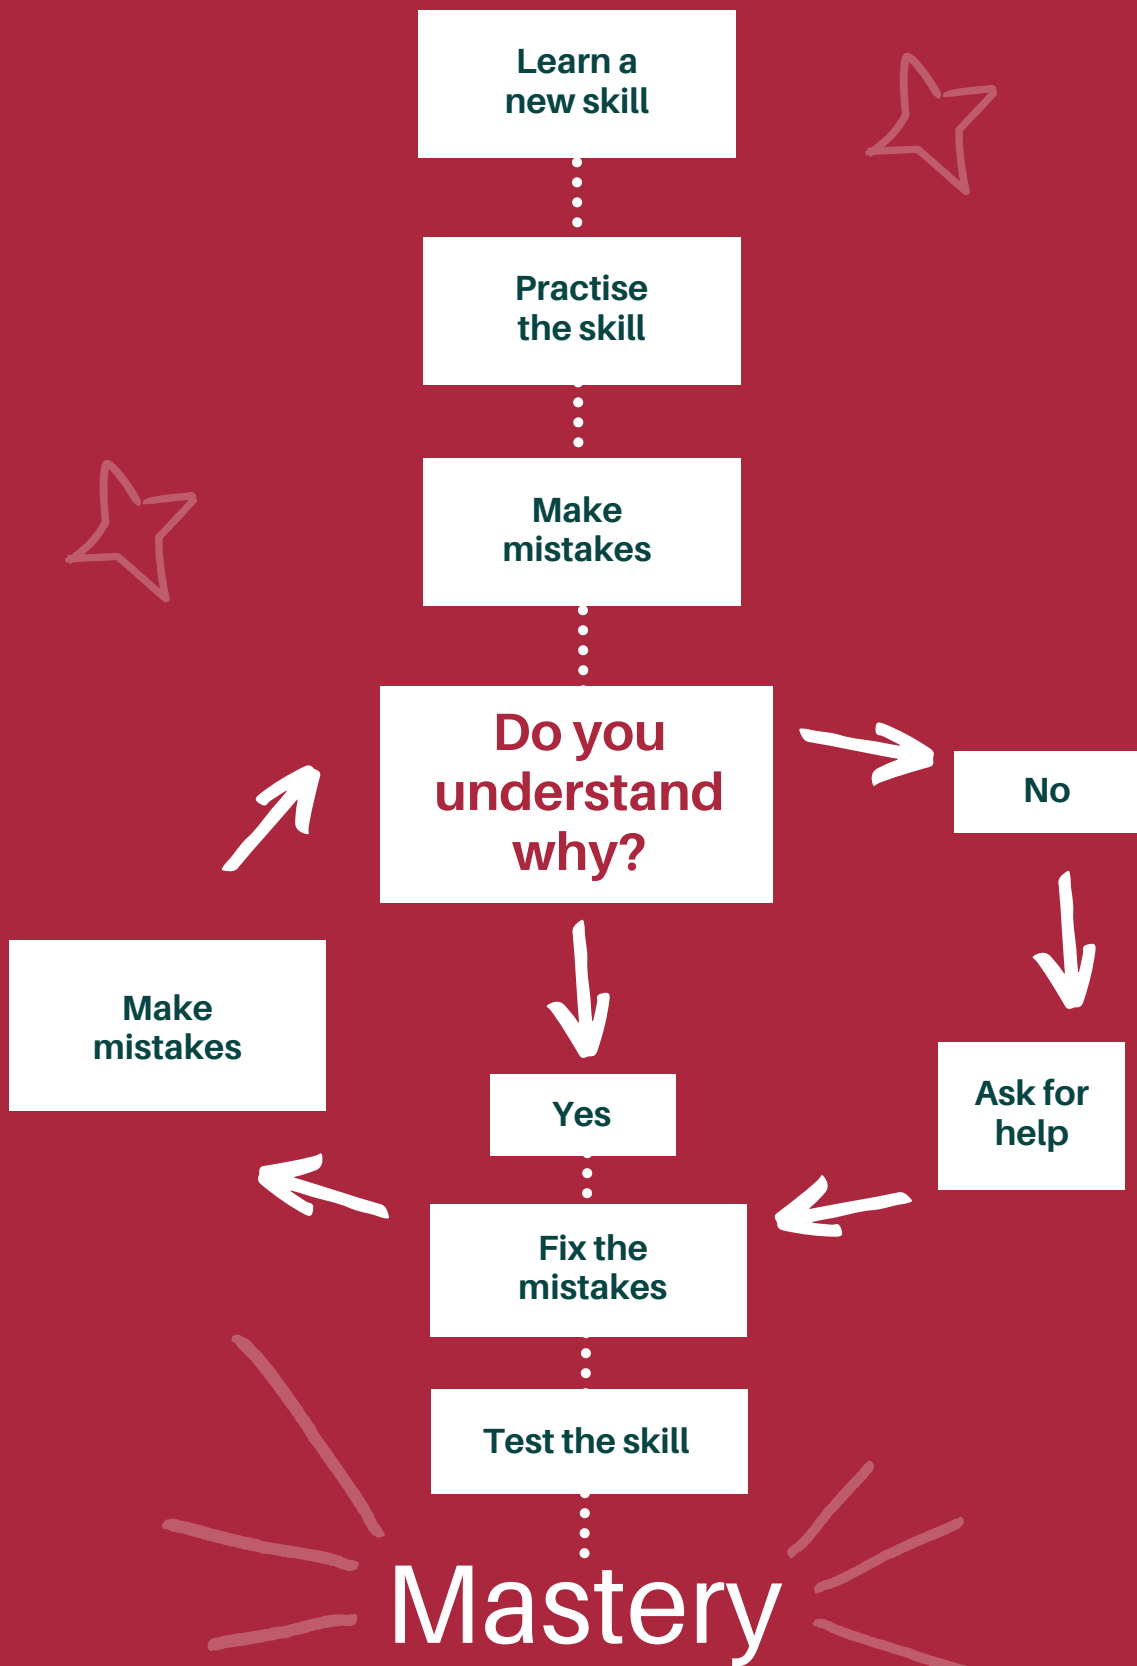 Learn a
new skill
Practise
the skill
Make
mistakes
Do you
understand
why?
No
Make
mistakes
Yes
Ask for
help
Fix the
mistakes
Test the skill
Mastery